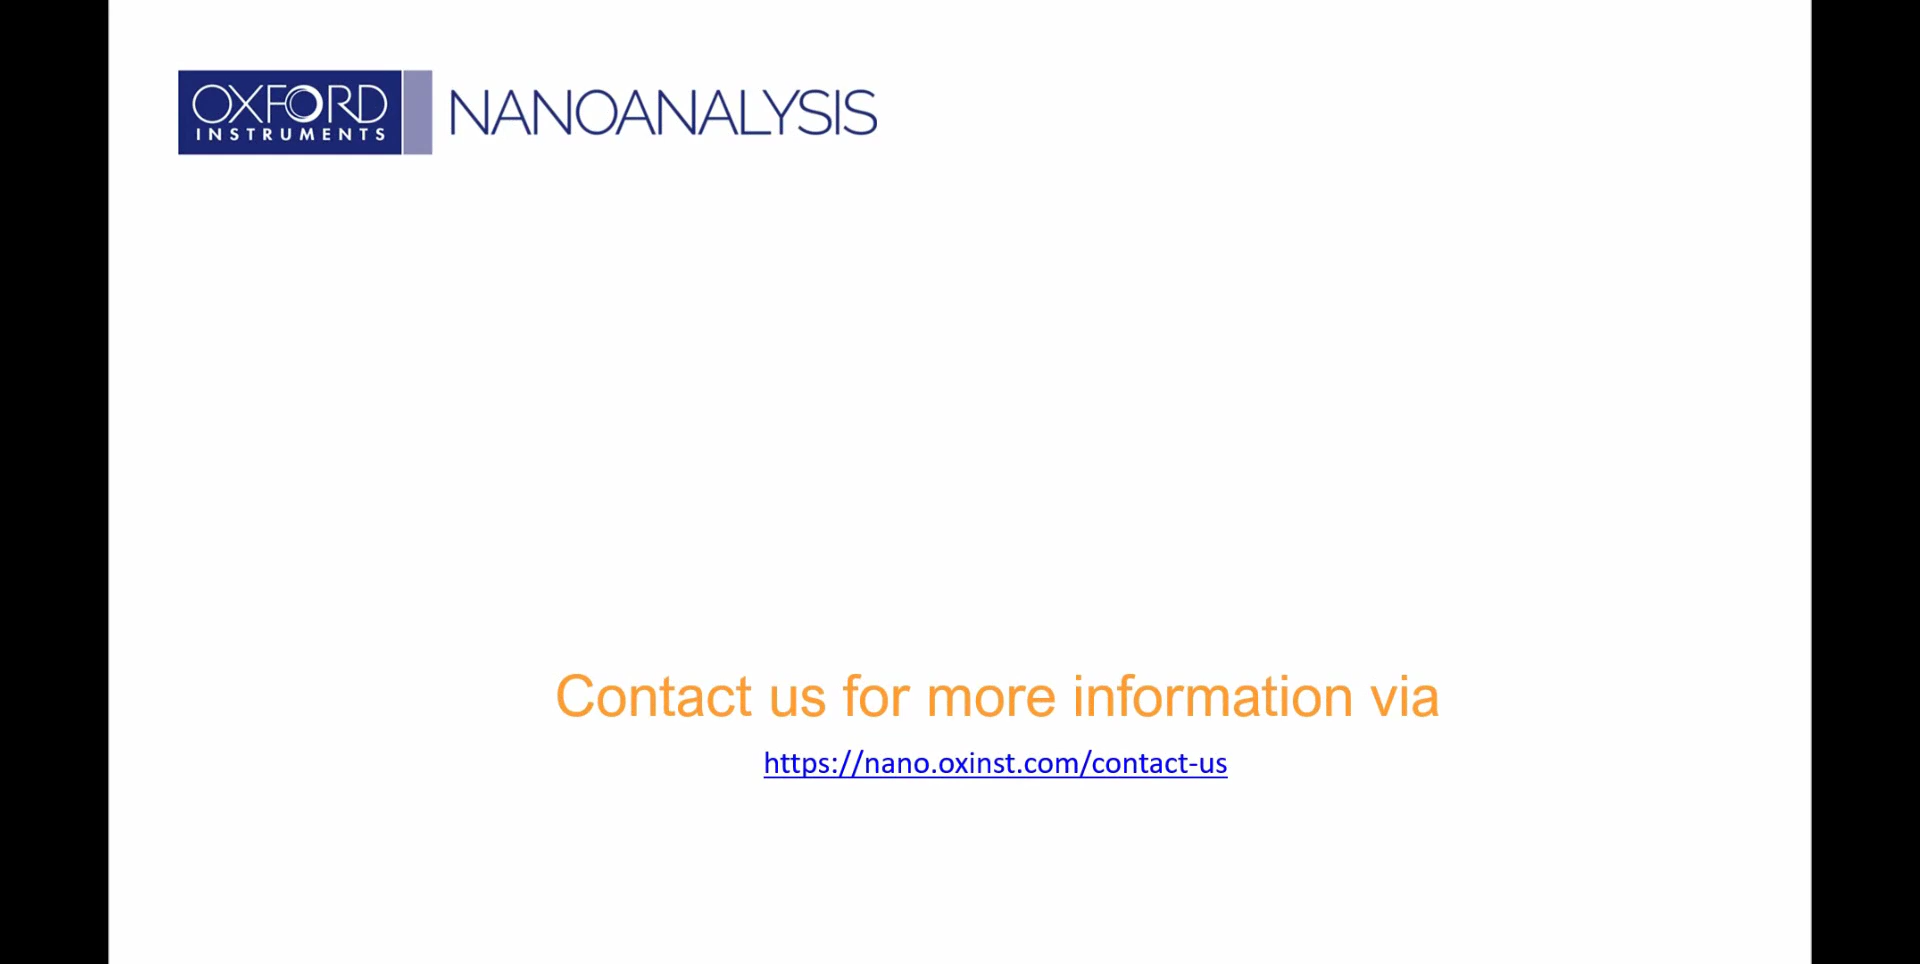 OXFORD
INSTRUMENTS
NANOANALYSIS
Contact us for more information via
https://nano.oxinst.com/contact-us